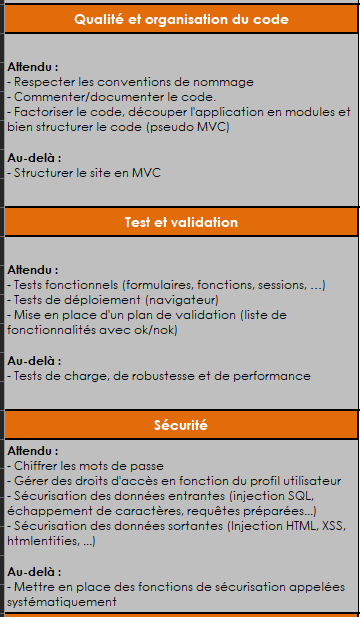 Qualité et organisation du code
Attendu :
- Respecter les conventions de nommage
- Commenter/documenter le code.
- Factoriser le code, découper l'application en modules et
bien structurer le code (pseudo MVC)
Au-delà :
- Structurer le site en MVC
Test et validation
Attendu :
- Tests fonctionnels (formulaires, fonctions, sessions, …)
- Tests de déploiement (navigateur)
- Mise en place d'un plan de validation (liste de
fonctionnalités avec ok/nok)
Au-delà :
- Tests de charge, de robustesse et de performance
Sécurité
Attendu :
- Chiffrer les mots de passe
- Gérer des droits d'accès en fonction du profil utilisateur
- Sécurisation des données entrantes (injection SQL,
échappement de caractères, requêtes préparées...)
- Sécurisation des données sortantes (Injection HTML, XSS,
htmlentities, ...)
Au-delà :
- Mettre en place des fonctions de sécurisation appelées
systématiquement